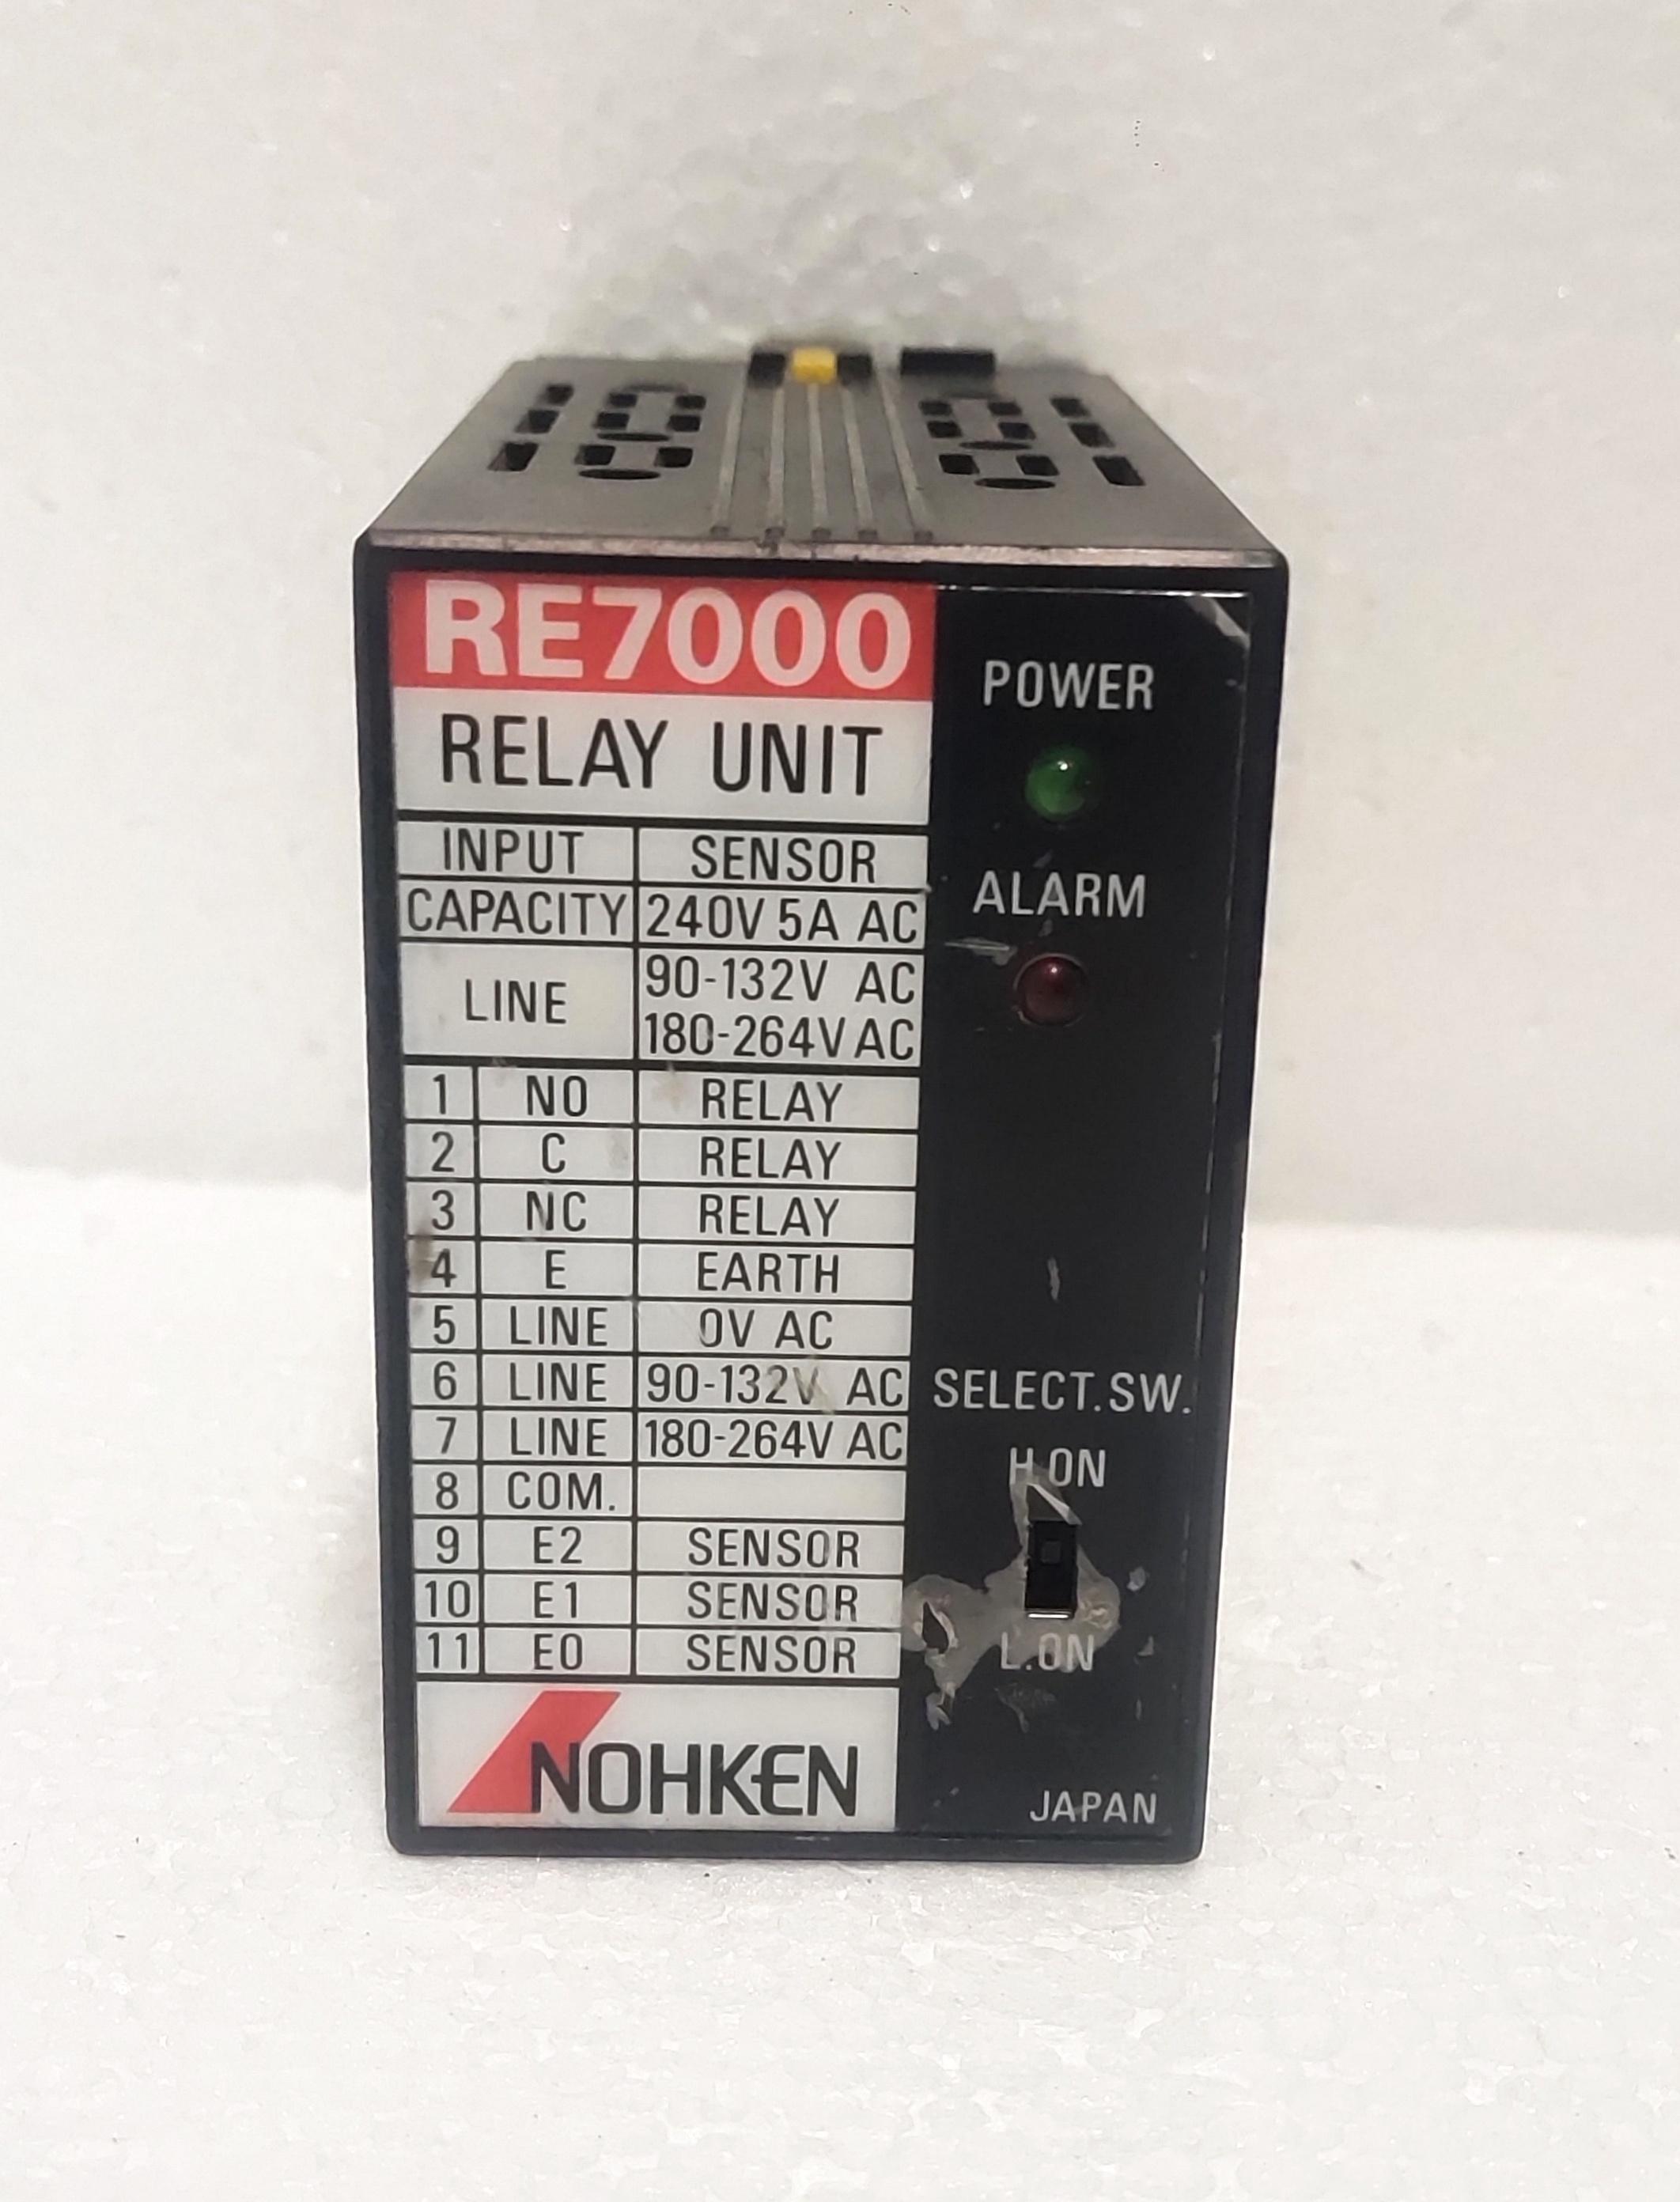 RE7000
RELAY UNIT
INPUT SENSOR
CAPACITY 240V 5A AC
LINE 90-132V AC
180-264V AC
1 NO RELAY
2 C RELAY
3 NC RELAY
4 E EARTH
5 LINE 0V AC
6 LINE 90-132V AC
7 LINE 180-264V AC
8 COM.
9 E2 SENSOR
10 E1 SENSOR
11 E0 SENSOR
NOHKEN
POWER
ALARM
SELECT.SW.
H.ON
L.ON
JAPAN